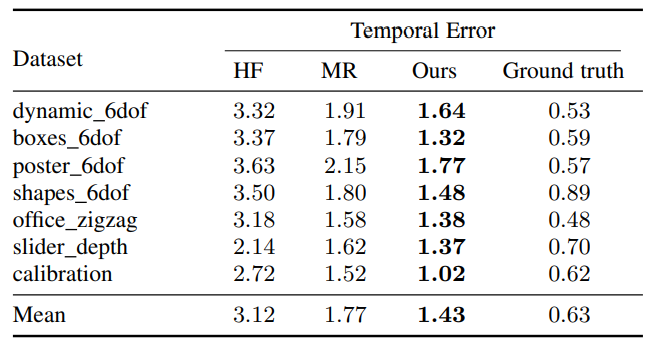 Temporal Error
Dataset
HF MR Ours Ground truth
dynamic_6dof 3.32 1.91 1.64 0.53
boxes_6dof 3.37 1.79 1.32 0.59
poster_6dof 3.63 2.15 1.77 0.57
shapes_6dof 3.50 1.80 1.48 0.89
office_zigzag 3.18 1.58 1.38 0.48
slider_depth 2.14 1.62 1.37 0.70
calibration 2.72 1.52 1.02 0.62
Mean 3.12 1.77 1.43 0.63